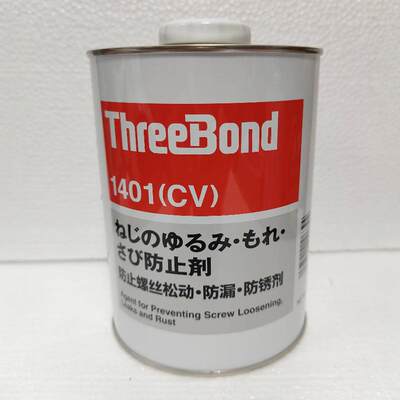 ThreeBond
1401(CV)
ねじのゆるみ・もれ・
さび防止剤
防止螺丝松动・防漏・防锈剂
Agent for Preventing Screw Loosening,
Leaks and Rust